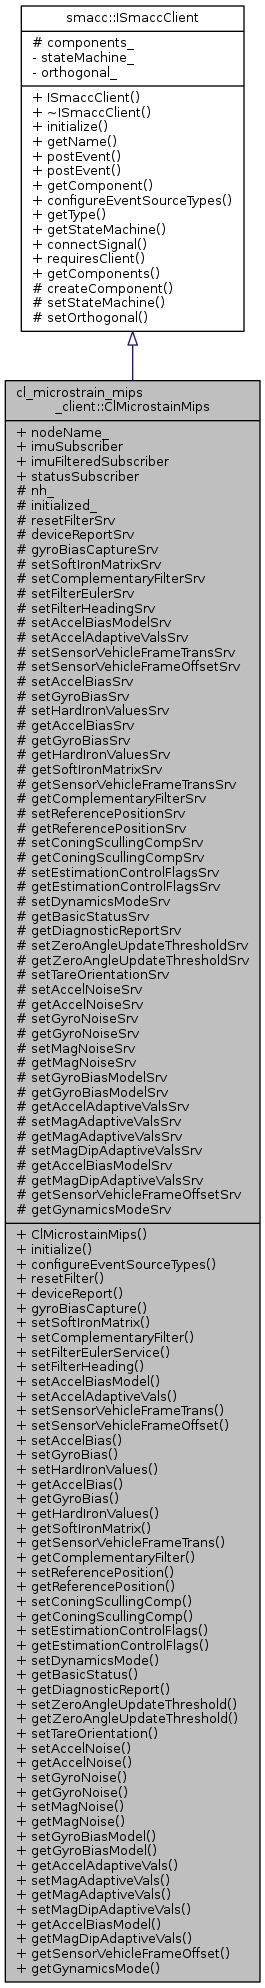 smacc::ISmaccClient
# components_
- stateMachine_
- orthogonal_
+ ISmaccClient()
+ ~ISmaccClient()
+ initialize()
+ getName()
+ postEvent()
+ postEvent()
+ getComponent()
+ configureEventSourceTypes()
+ getType()
+ getStateMachine()
+ connectSignal()
+ requiresClient()
+ getComponents()
# createComponent()
# setStateMachine()
# setOrthogonal()
cl_microstrain_mips
_client::ClMicrostainMips
+ nodeName_
+ imuSubscriber
+ imuFilteredSubscriber
+ statusSubscriber
# nh_
# initialized_
# resetFilterSrv
# deviceReportSrv
# gyroBiasCaptureSrv
# setSoftIronMatrixSrv
# setComplementaryFilterSrv
# setFilterEulerSrv
# setFilterHeadingSrv
# setAccelBiasModelSrv
# setAccelAdaptiveValsSrv
# setSensorVehicleFrameTransSrv
# setSensorVehicleFrameOffsetSrv
# setAccelBiasSrv
# setGyroBiasSrv
# setHardIronValuesSrv
# getAccelBiasSrv
# getGyroBiasSrv
# getHardIronValuesSrv
# getSoftIronMatrixSrv
# getSensorVehicleFrameTransSrv
# getComplementaryFilterSrv
# setReferencePositionSrv
# getReferencePositionSrv
# setConingScullingCompSrv
# getConingScullingCompSrv
# setEstimationControlFlagsSrv
# getEstimationControlFlagsSrv
# setDynamicsModeSrv
# getBasicStatusSrv
# getDiagnosticReportSrv
# setZeroAngleUpdateThresholdSrv
# getZeroAngleUpdateThresholdSrv
# setTareOrientationSrv
# setAccelNoiseSrv
# getAccelNoiseSrv
# setGyroNoiseSrv
# getGyroNoiseSrv
# setMagNoiseSrv
# getMagNoiseSrv
# setGyroBiasModelSrv
# getGyroBiasModelSrv
# getAccelAdaptiveValsSrv
# setMagAdaptiveValsSrv
# getMagAdaptiveValsSrv
# setMagDipAdaptiveValsSrv
# getAccelBiasModelSrv
# getMagDipAdaptiveValsSrv
# getSensorVehicleFrameOffsetSrv
# getGynamicsModeSrv
+ ClMicrostainMips()
+ initialize()
+ configureEventSourceTypes()
+ resetFilter()
+ deviceReport()
+ gyroBiasCapture()
+ setSoftIronMatrix()
+ setComplementaryFilter()
+ setFilterEulerService()
+ setFilterHeading()
+ setAccelBiasModel()
+ setAccelAdaptiveVals()
+ setSensorVehicleFrameTrans()
+ setSensorVehicleFrameOffset()
+ setAccelBias()
+ setGyroBias()
+ setHardIronValues()
+ getAccelBias()
+ getGyroBias()
+ getHardIronValues()
+ getSoftIronMatrix()
+ getSensorVehicleFrameTrans()
+ getComplementaryFilter()
+ setReferencePosition()
+ getReferencePosition()
+ setConingScullingComp()
+ getConingScullingComp()
+ setEstimationControlFlags()
+ getEstimationControlFlags()
+ setDynamicsMode()
+ getBasicStatus()
+ getDiagnosticReport()
+ setZeroAngleUpdateThreshold()
+ getZeroAngleUpdateThreshold()
+ setTareOrientation()
+ setAccelNoise()
+ getAccelNoise()
+ setGyroNoise()
+ getGyroNoise()
+ setMagNoise()
+ getMagNoise()
+ setGyroBiasModel()
+ getGyroBiasModel()
+ getAccelAdaptiveVals()
+ setMagAdaptiveVals()
+ getMagAdaptiveVals()
+ setMagDipAdaptiveVals()
+ getAccelBiasModel()
+ getMagDipAdaptiveVals()
+ getSensorVehicleFrameOffset()
+ getGynamicsMode()